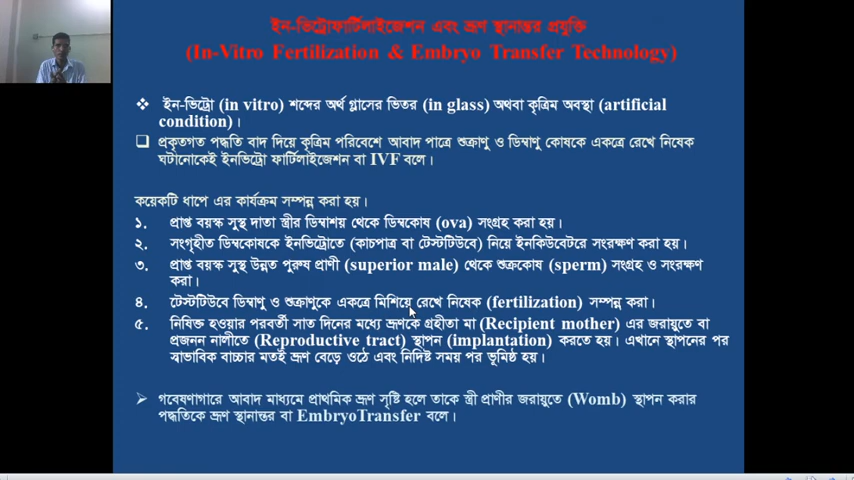 ইন-ভিট্রোফার্টিলাইজেশন এবং ভ্রূণ স্থানান্তর প্রযুক্তি
(In-Vitro Fertilization & Embryo Transfer Technology)
❖ ইন-ভিট্রো (in vitro) শব্দের অর্থ গ্লাসের ভিতর (in glass) অথবা কৃত্রিম অবস্থা (artificial
condition)।
❑ প্রকৃতগত পদ্ধতি বাদ দিয়ে কৃত্রিম পরিবেশে আবাদ পাত্রে শুক্রাণু ও ডিম্বাণু কোষকে একত্রে রেখে নিষেক
ঘটানোকেই ইনভিট্রো ফার্টিলাইজেশন বা IVF বলে।
কয়েকটি ধাপে এর কার্যক্রম সম্পন্ন করা হয়।
১. প্রাপ্ত বয়স্ক সুস্থ দাতা স্ত্রীর ডিম্বাশয় থেকে ডিম্বকোষ (ova) সংগ্রহ করা হয়।
২. সংগৃহীত ডিম্বকোষকে ইনভিট্রোতে (কাচপাত্র বা টেস্টটিউবে) নিয়ে ইনকিউবেটরে সংরক্ষণ করা হয়।
৩. প্রাপ্ত বয়স্ক সুস্থ উন্নত পুরুষ প্রাণী (superior male) থেকে শুক্রকোষ (sperm) সংগ্রহ ও সংরক্ষণ
করা।
৪. টেস্টটিউবে ডিম্বাণু ও শুক্রাণুকে একত্রে মিশিয়ে রেখে নিষেক (fertilization) সম্পন্ন করা।
৫. নিষিক্ত হওয়ার পরবর্তী সাত দিনের মধ্যে ভ্রূণকে গ্রহীতা মা (Recipient mother) এর জরায়ুতে বা
প্রজনন নালীতে (Reproductive tract) স্থাপন (implantation) করতে হয়। এখানে স্থাপনের পর
স্বাভাবিক বাচ্চার মতই ভ্রূণ বেড়ে ওঠে এবং নিদিষ্ট সময় পর ভূমিষ্ঠ হয়।
➢ গবেষণাগারে আবাদ মাধ্যমে প্রাথমিক ভ্রূণ সৃষ্টি হলে তাকে স্ত্রী প্রাণীর জরায়ুতে (Womb) স্থাপন করার
পদ্ধতিকে ভ্রূণ স্থানান্তর বা EmbryoTransfer বলে।